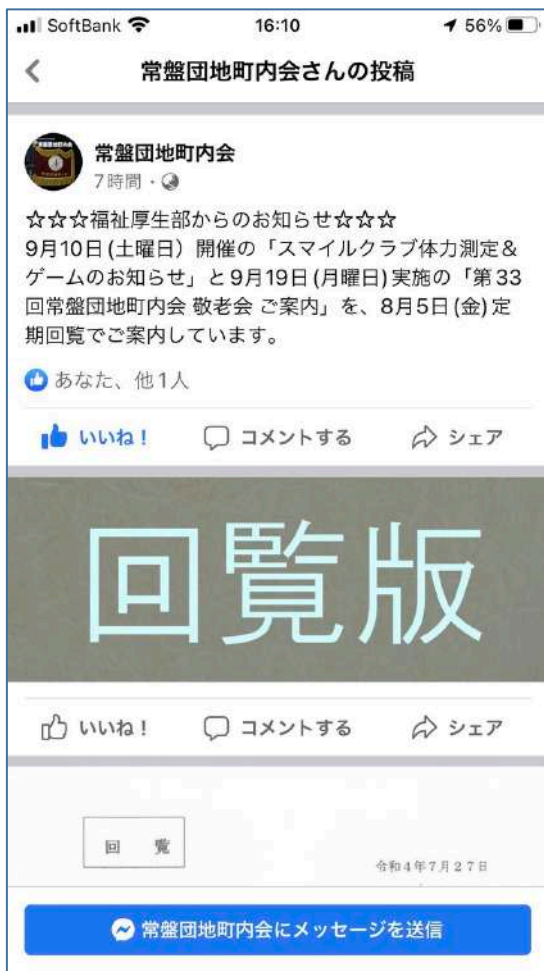 SoftBank 16:10 56%
常盤団地町内会さんの投稿
常盤団地町内会
7時間・
☆☆☆福祉厚生部からのお知らせ☆☆☆
9月10日(土曜日）開催の「スマイルクラブ体力測定&
ゲームのお知らせ」と9月19日(月曜日)実施の「第33
回常盤団地町内会 敬老会 ご案内」を、8月5日(金)定
期回覧でご案内しています。
あなた、他1人
いいね！ コメントする シェア
回覧版
いいね！ コメントする シェア
回 覧
令和4年7月27日
常盤団地町内会にメッセージを送信